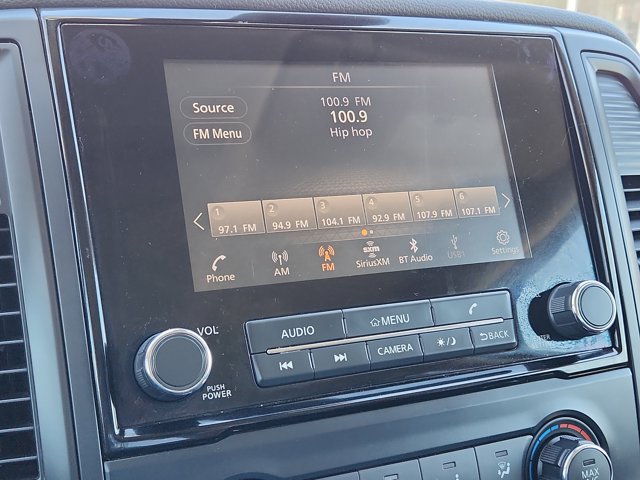 FM
Source
100.9 FM
100.9
FM Menu
Hip hop
1 2 3 4 5 6
97.1 FM 94.9 FM 104.1 FM 92.9 FM 107.9 FM 107.1 FM
Phone AM FM SXM SiriusXM BT Audio USB1 Settings
VOL AUDIO MENU
CAMERA BACK
PUSH
POWER
MAX